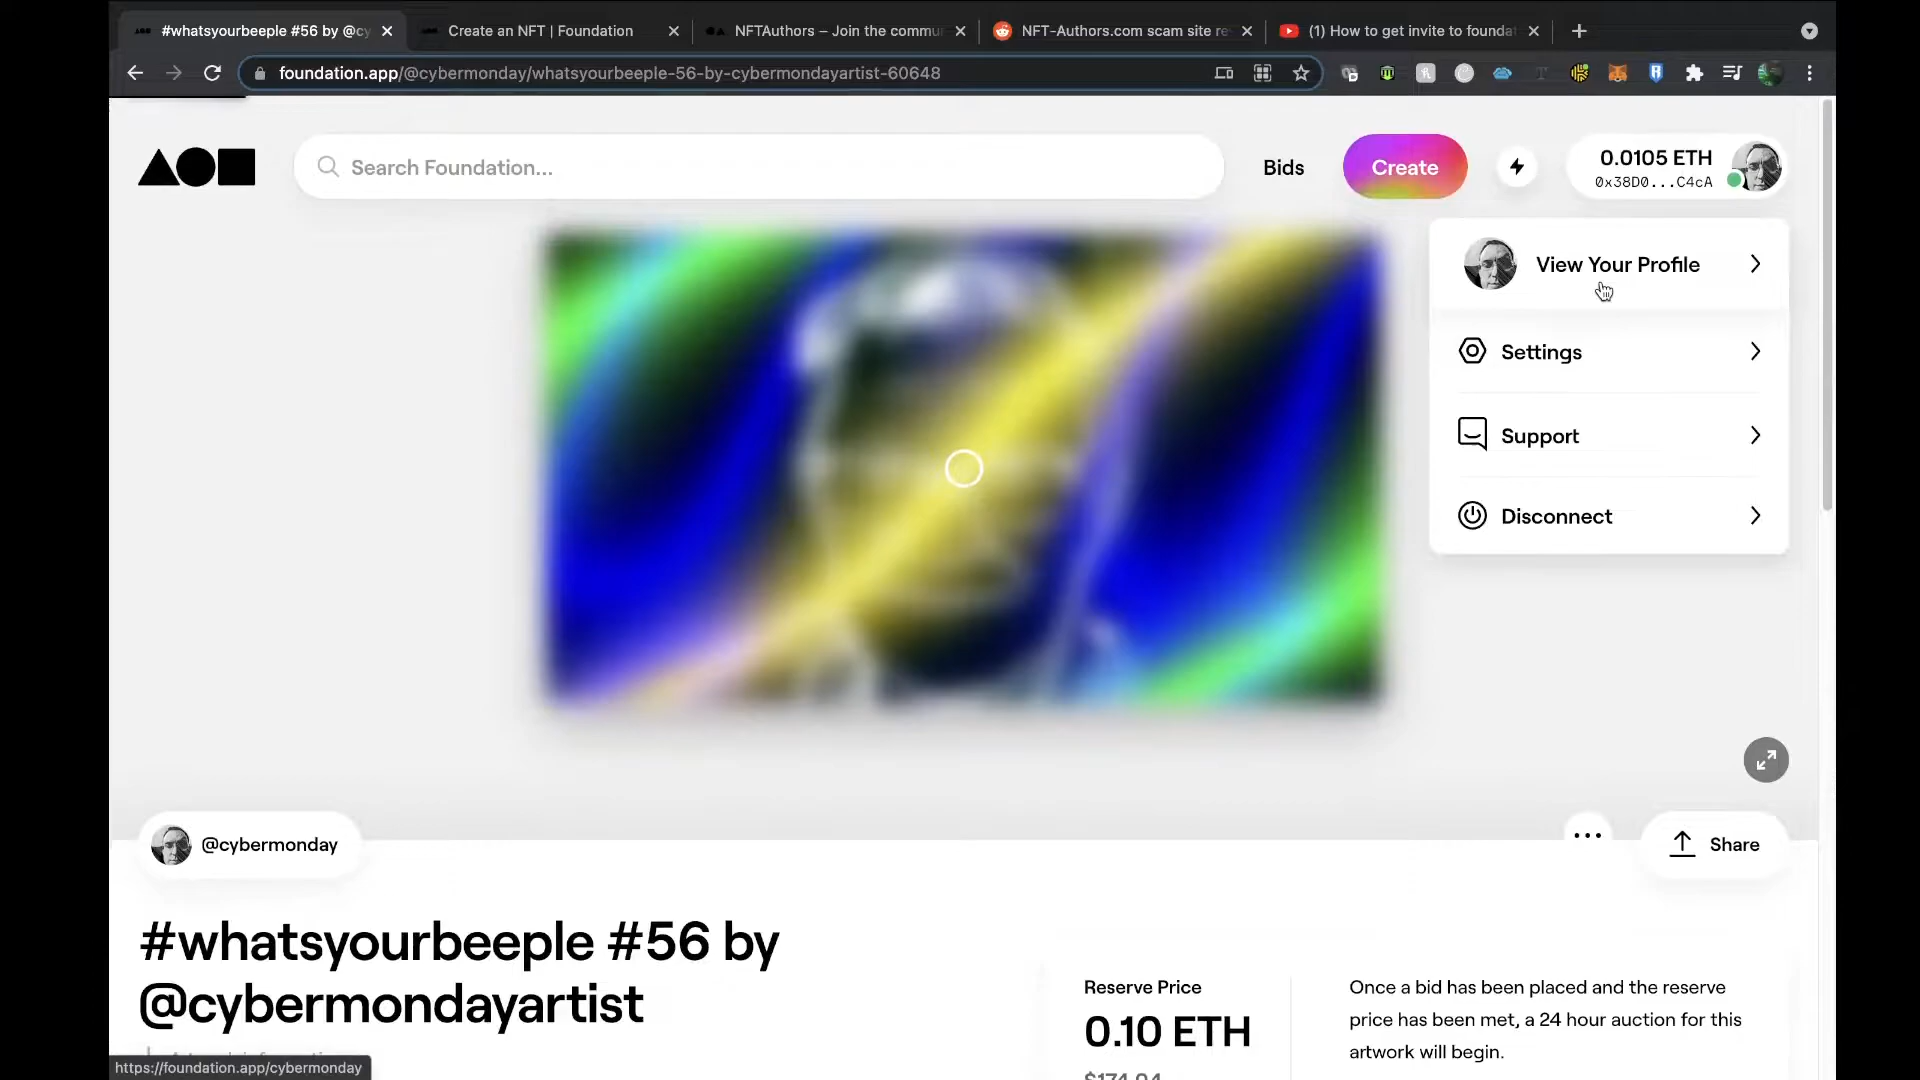 #whatsyourbeeple #56 by @cy
Create an NFT | Foundation
NFTAuthors – Join the commu
NFT-Authors.com scam site re
(1) How to get invite to founda
foundation.app/@cybermonday/whatsyourbeeple-56-by-cybermondayartist-60648
Search Foundation...
Bids
Create
0.0105 ETH
0x38D0...C4cA
View Your Profile
Settings
Support
Disconnect
@cybermonday
Share
#whatsyourbeeple #56 by
@cybermondayartist
Reserve Price
0.10 ETH
Once a bid has been placed and the reserve
price has been met, a 24 hour auction for this
artwork will begin.
https://foundation.app/cybermonday